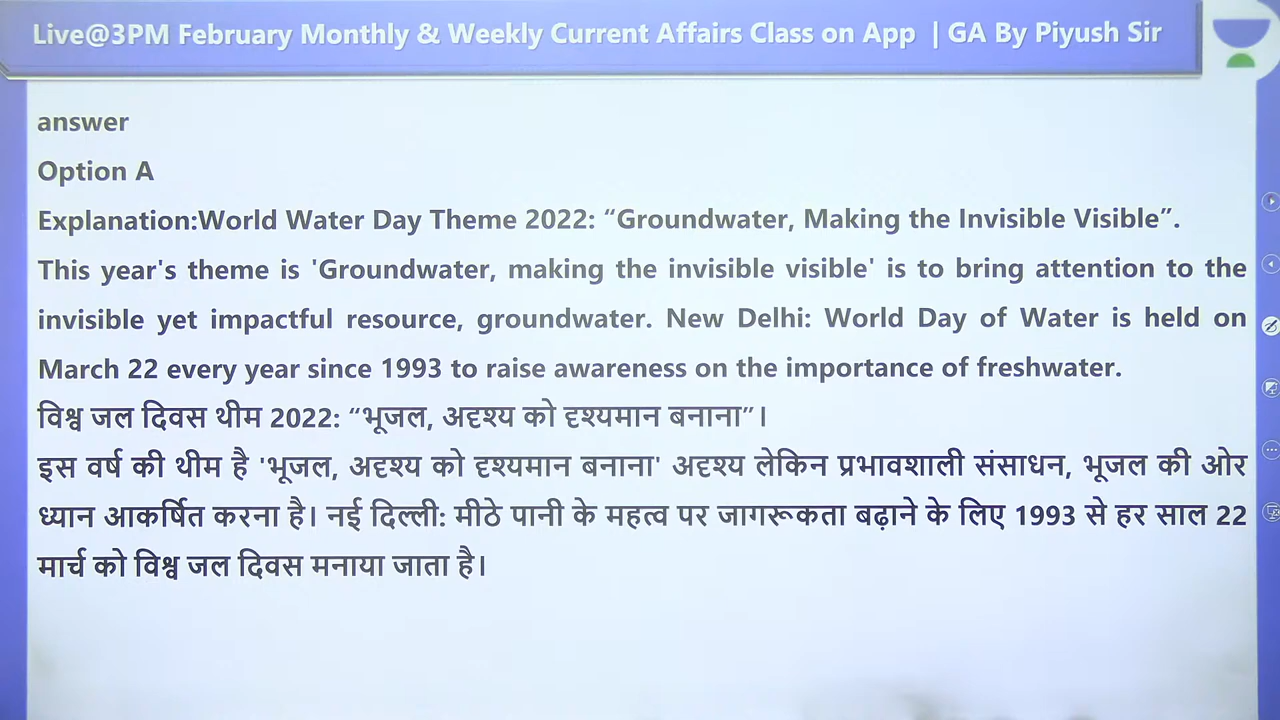 Live@3PM February Monthly & Weekly Current Affairs Class on App | GA By Piyush Sir
answer
Option A
Explanation:World Water Day Theme 2022: “Groundwater, Making the Invisible Visible”.
This year's theme is 'Groundwater, making the invisible visible' is to bring attention to the
invisible yet impactful resource, groundwater. New Delhi: World Day of Water is held on
March 22 every year since 1993 to raise awareness on the importance of freshwater.
विश्व जल दिवस थीम 2022: “भूजल, अदृश्य को दृश्यमान बनाना”।
इस वर्ष की थीम है 'भूजल, अदृश्य को दृश्यमान बनाना' अदृश्य लेकिन प्रभावशाली संसाधन, भूजल की ओर
ध्यान आकर्षित करना है। नई दिल्ली: मीठे पानी के महत्व पर जागरूकता बढ़ाने के लिए 1993 से हर साल 22
मार्च को विश्व जल दिवस मनाया जाता है।